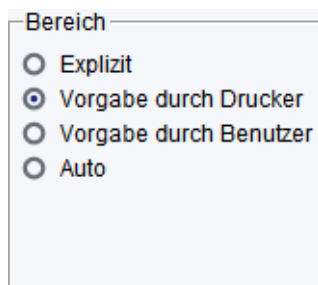 Bereich
Explizit
Vorgabe durch Drucker
Vorgabe durch Benutzer
Auto